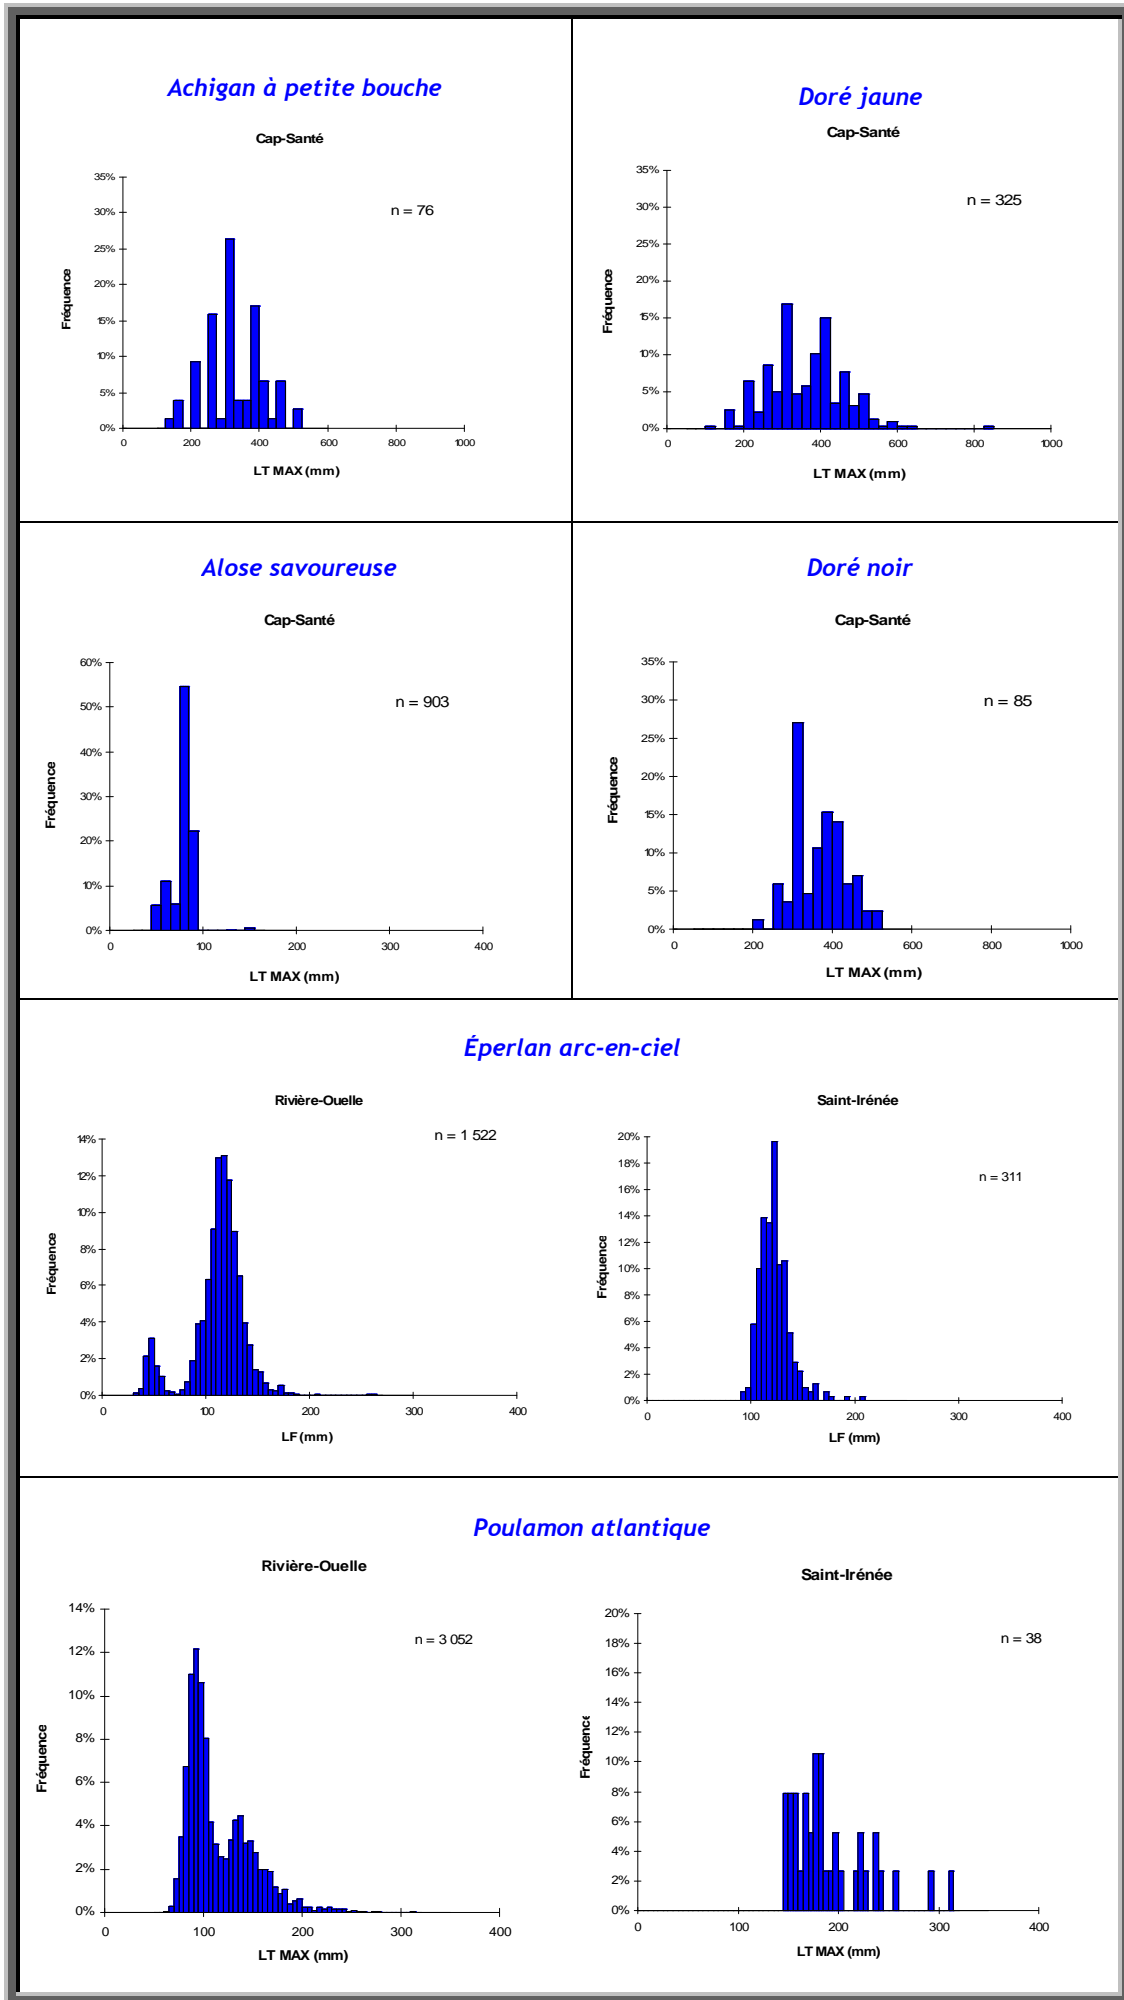 Achigan à petite bouche
Cap-Santé
n = 76
35%
30%
25%
20%
15%
10%
5%
0%
Fréquence
0 200 400 600 800 1000
LT MAX (mm)
Doré jaune
Cap-Santé
n = 325
35%
30%
25%
20%
15%
10%
5%
0%
Fréquence
0 200 400 600 800 1000
LT MAX (mm)
Alose savoureuse
Cap-Santé
n = 903
60%
50%
40%
30%
20%
10%
0%
Fréquence
0 100 200 300 400
LT MAX (mm)
Doré noir
Cap-Santé
n = 85
35%
30%
25%
20%
15%
10%
5%
0%
Fréquence
0 200 400 600 800 1000
LT MAX (mm)
Éperlan arc-en-ciel
Rivière-Ouelle
n = 1 522
14%
12%
10%
8%
6%
4%
2%
0%
Fréquence
0 100 200 300 400
LF (mm)
Saint-Irénée
n = 311
20%
18%
16%
14%
12%
10%
8%
6%
4%
2%
0%
Fréquence
0 100 200 300 400
LF (mm)
Poulamon atlantique
Rivière-Ouelle
n = 3 052
14%
12%
10%
8%
6%
4%
2%
0%
Fréquence
0 100 200 300 400
LT MAX (mm)
Saint-Irénée
n = 38
20%
18%
16%
14%
12%
10%
8%
6%
4%
2%
0%
Fréquence
0 100 200 300 400
LT MAX (mm)